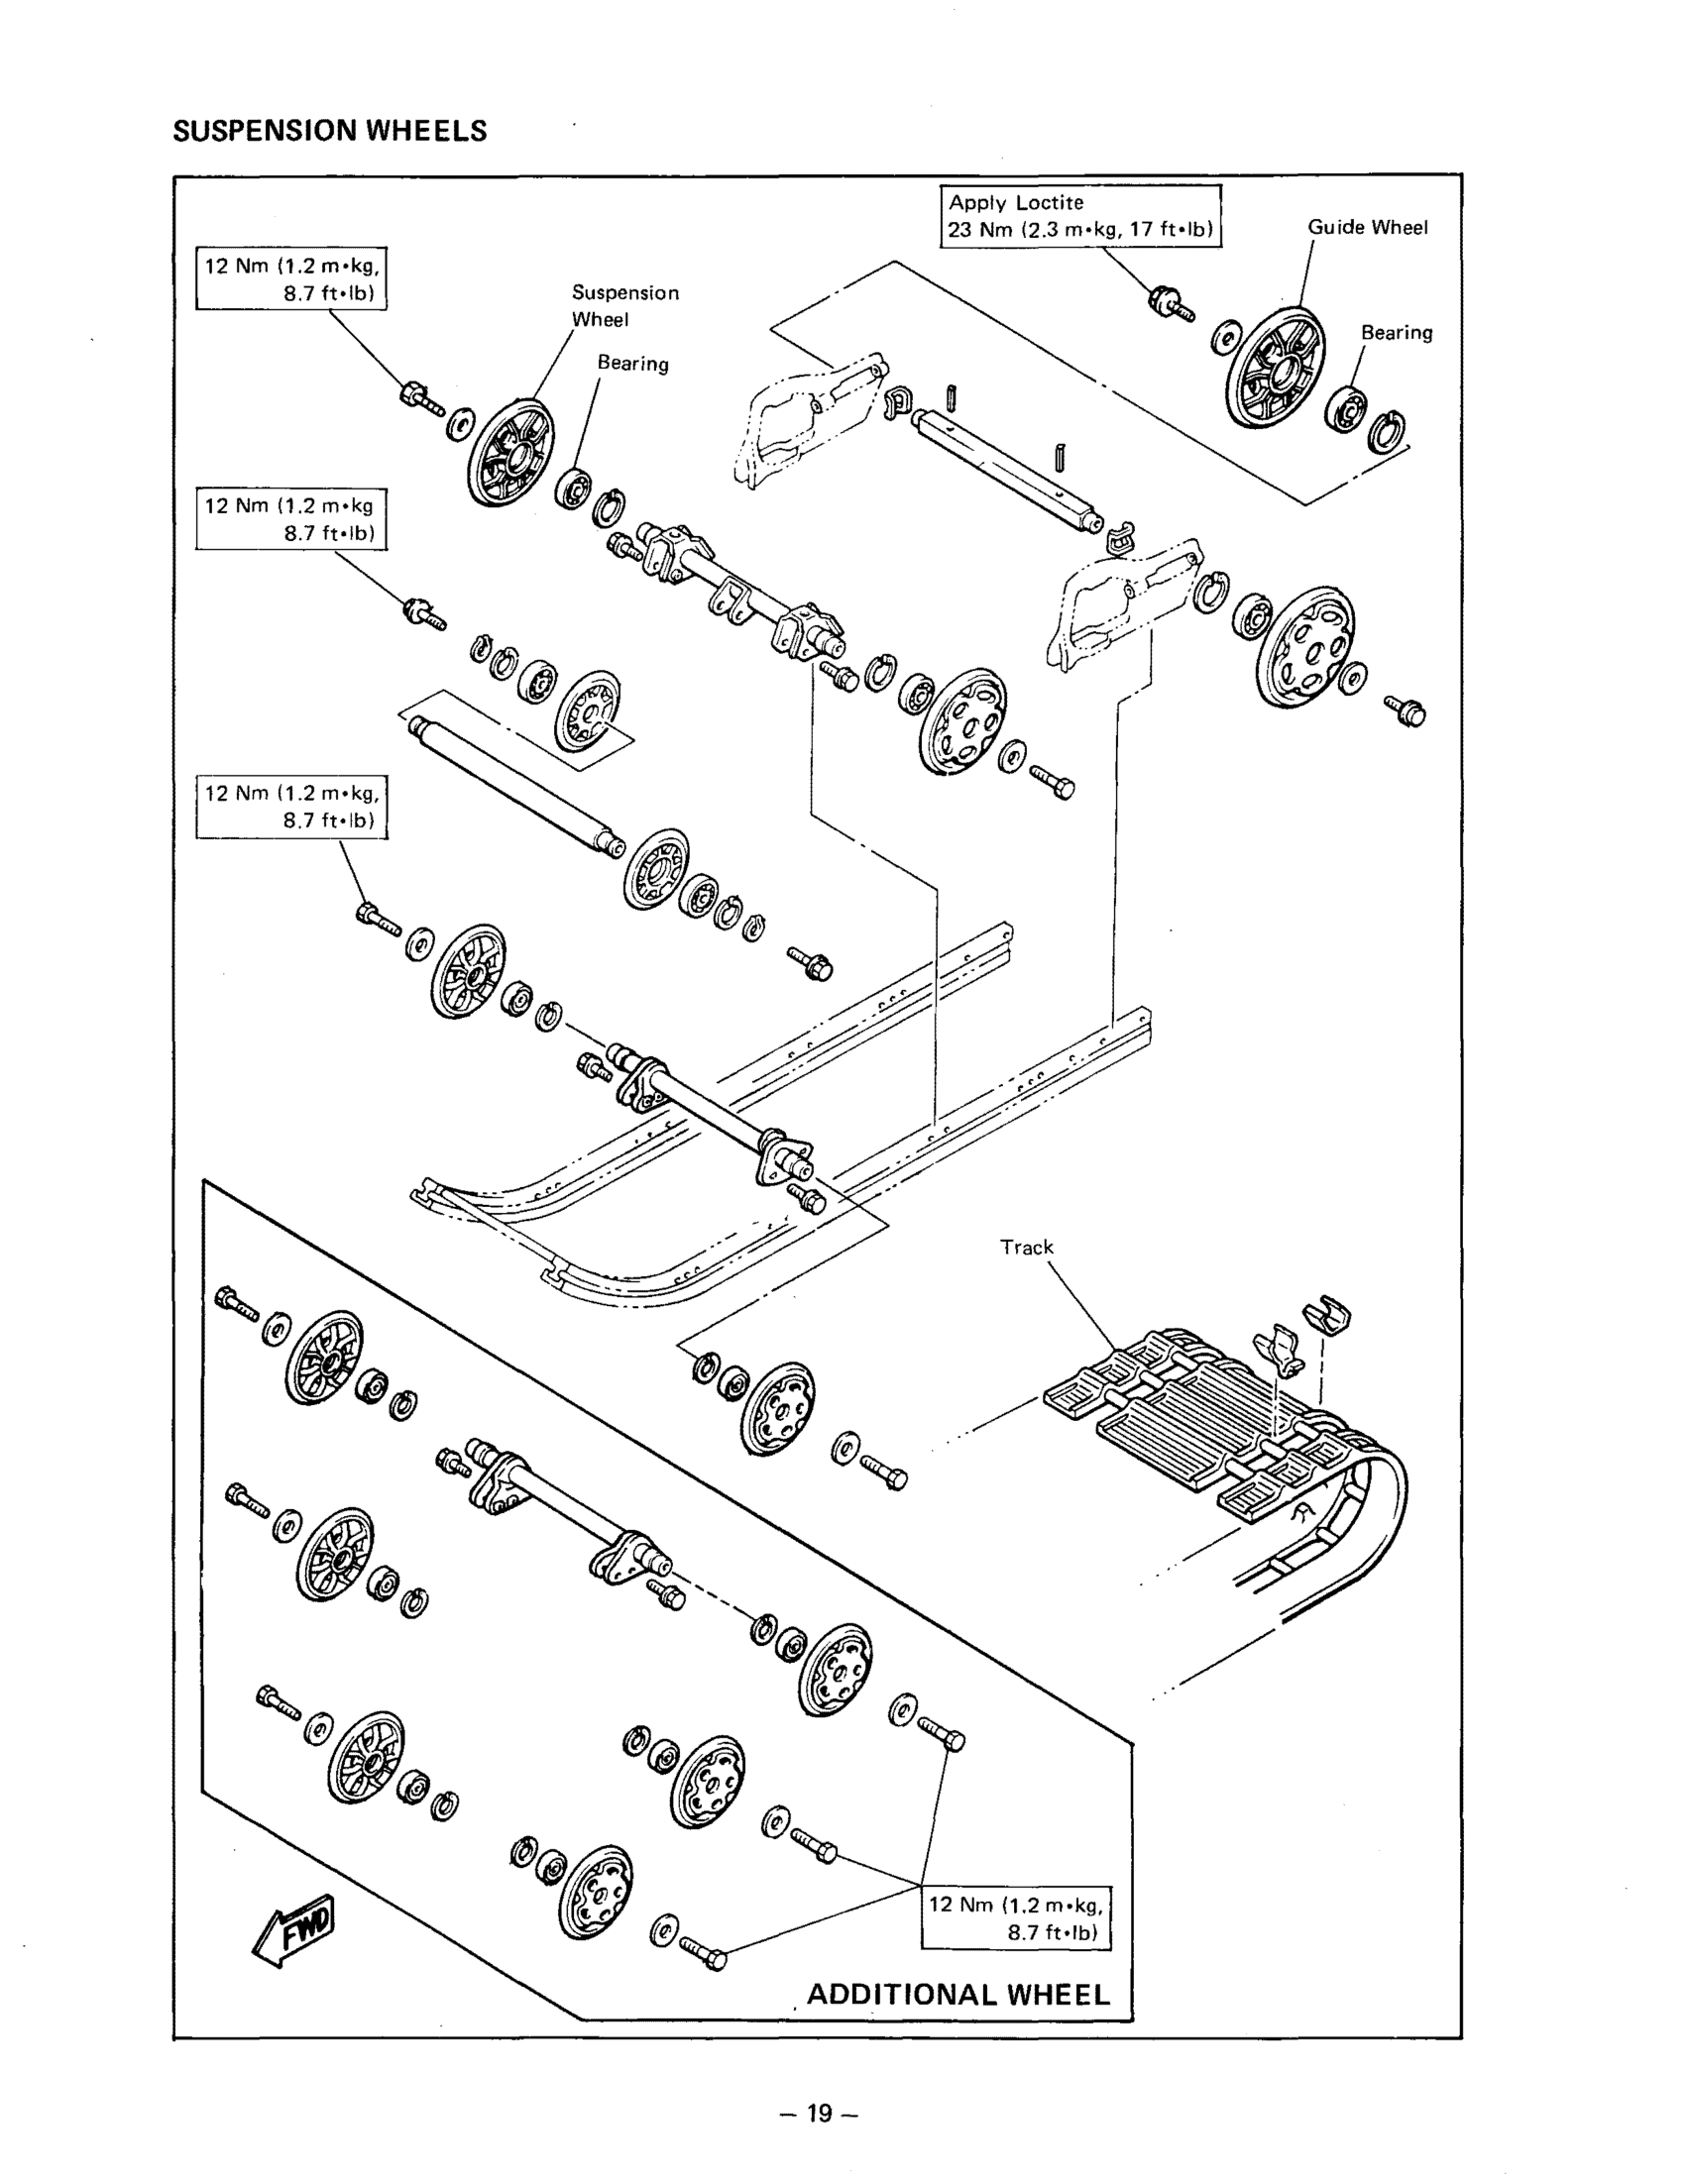 SUSPENSION WHEELS
Apply Loctite
23 Nm (2.3 m•kg, 17 ft•lb)
Guide Wheel
12 Nm (1.2 m•kg,
8.7 ft•lb)
Suspension
Wheel
Bearing
Bearing
12 Nm (1.2 m•kg
8.7 ft•lb)
12 Nm (1.2 m•kg,
8.7 ft•lb)
Track
12 Nm (1.2 m•kg,
8.7 ft•lb)
FWD
ADDITIONAL WHEEL
– 19 –